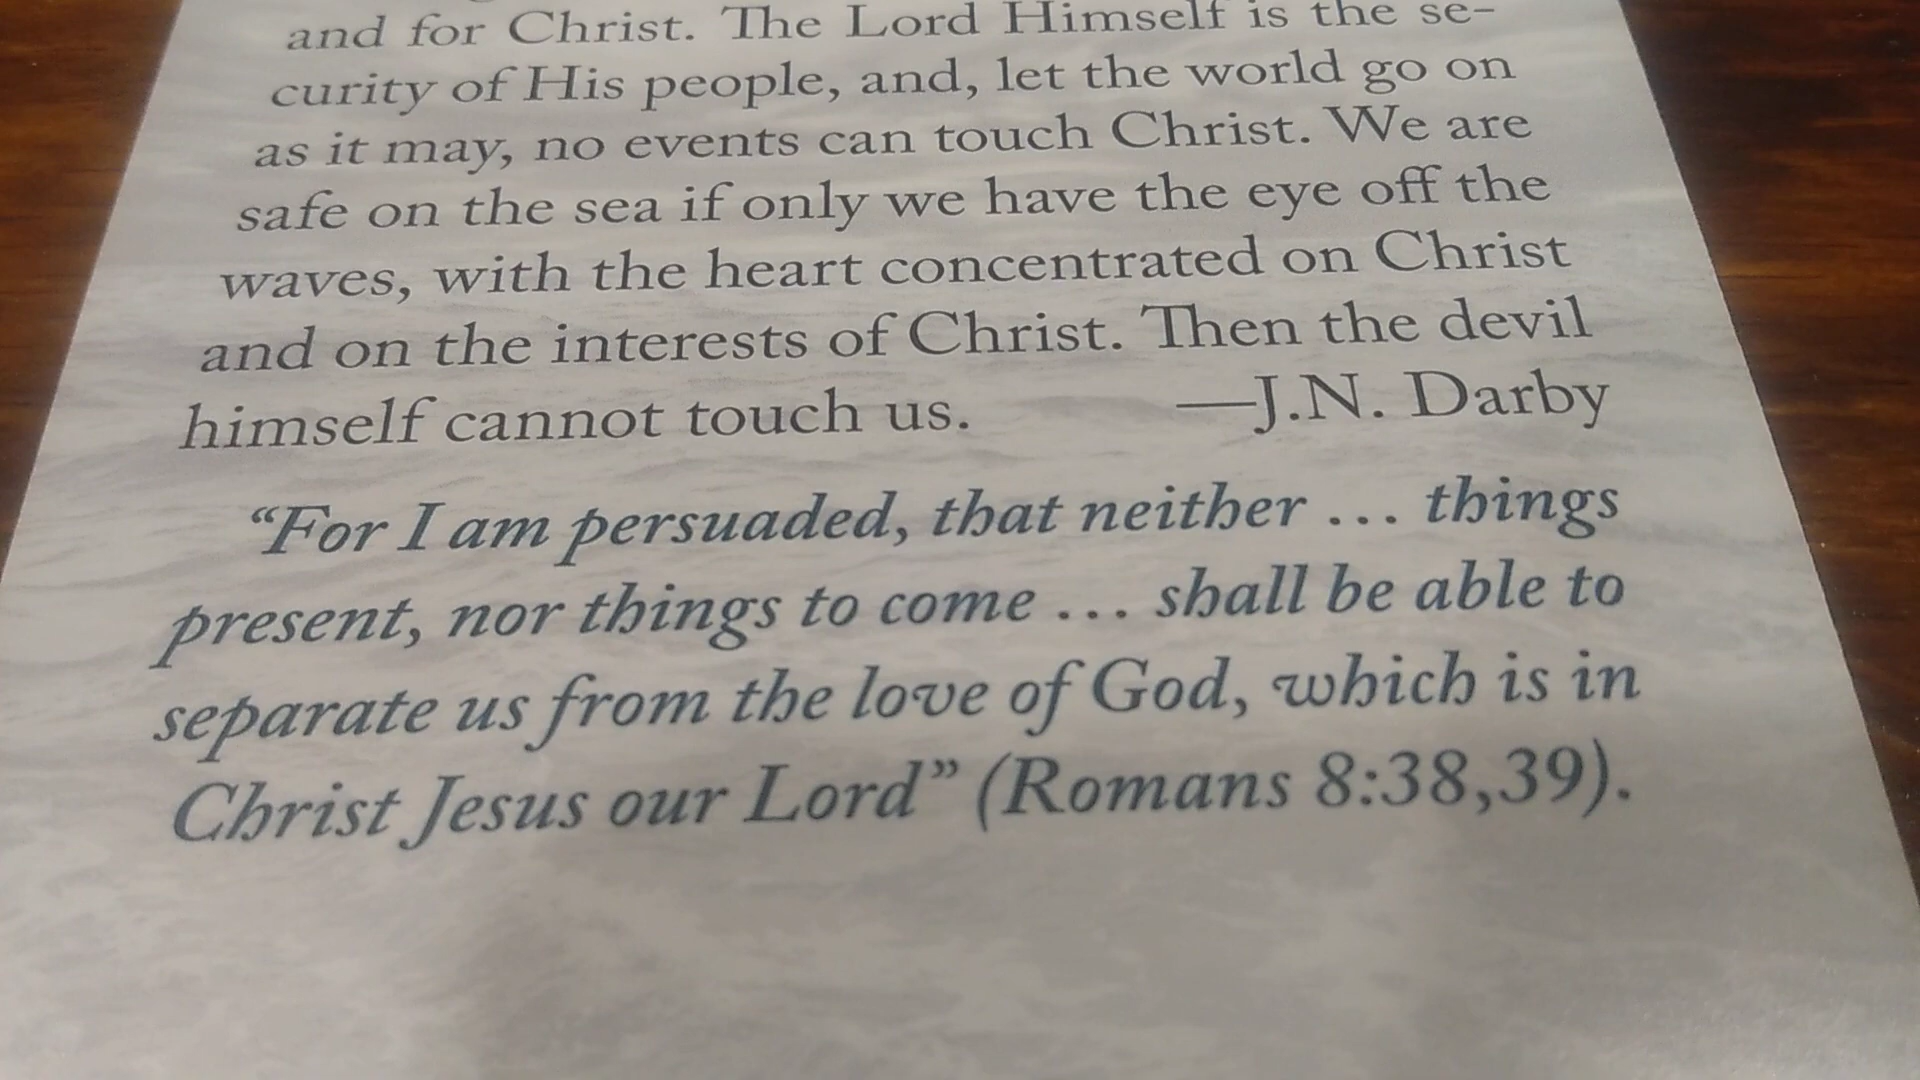 and for Christ. The Lord Himself is the se-
curity of His people, and, let the world go on
as it may, no events can touch Christ. We are
safe on the sea if only we have the eye off the
waves, with the heart concentrated on Christ
and on the interests of Christ. Then the devil
himself cannot touch us. —J.N. Darby
“For I am persuaded, that neither ... things
present, nor things to come ... shall be able to
separate us from the love of God, which is in
Christ Jesus our Lord” (Romans 8:38,39).